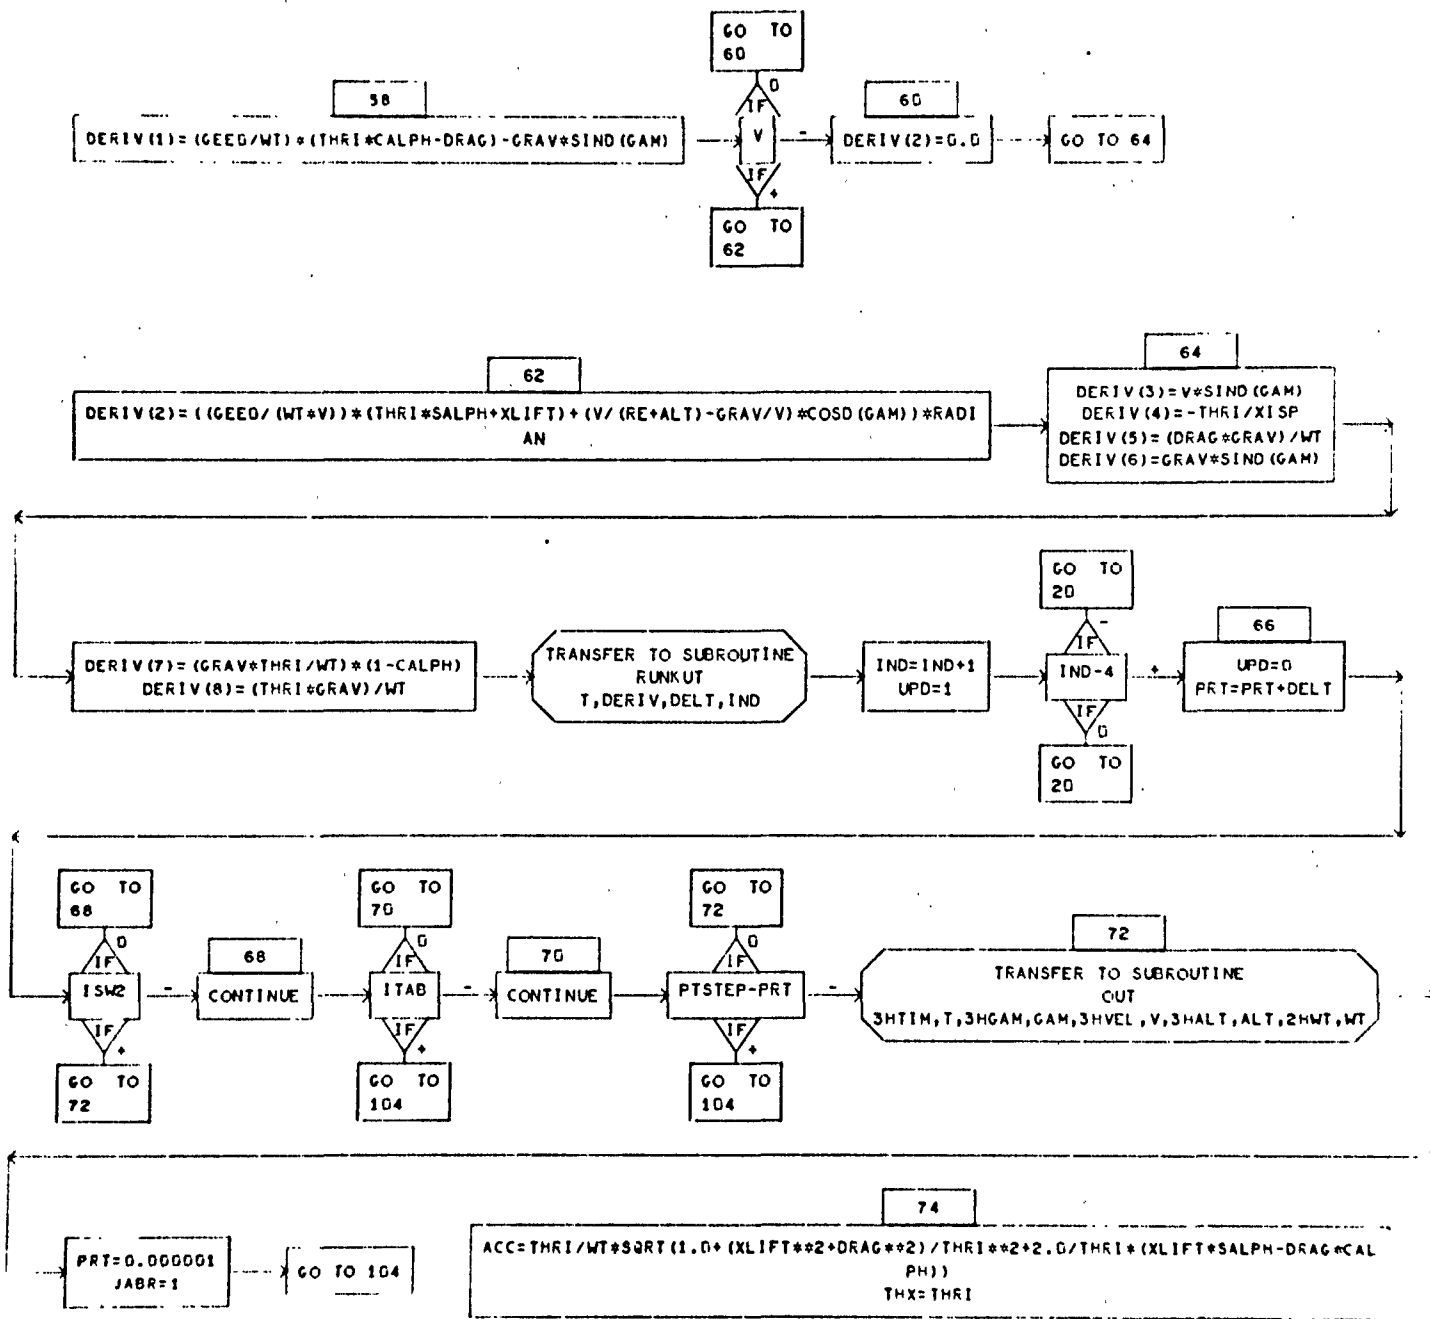 GO TO
60
58
0
60
IF
DERIV(1)=(GEEO/WT)*(THRI*CALPH-DRAG)-GRAV*SIND(GAM)
V
-
DERIV(2)=0.0
GO TO 64
IF
+
GO TO
62
62
64
DERIV(2)=((GEEO/(WT*V))*(THRI*SALPH+XLIFT)+(V/(RE+ALT)-GRAV/V)*COSD(GAM))*RADI
AN
DERIV(3)=V*SIND(GAM)
DERIV(4)=-THRI/XISP
DERIV(5)=(DRAG*GRAV)/WT
DERIV(6)=GRAV*SIND(GAM)
GO TO
20
DERIV(7)=(GRAV*THRI/WT)*(1-CALPH)
DERIV(8)=(THRI*GRAV)/WT
TRANSFER TO SUBROUTINE
RUNKUT
T,DERIV,DELT,IND
IND=IND+1
UPD=1
-
IF
IND-4
+
IF
0
GO TO
20
66
UPD=0
PRT=PRT+DELT
GO TO
68
0
IF
ISW2
-
IF
+
GO TO
72
68
CONTINUE
GO TO
70
0
IF
ITAB
-
IF
+
GO TO
104
70
CONTINUE
GO TO
72
0
IF
PTSTEP-PRT
-
IF
+
GO TO
104
72
TRANSFER TO SUBROUTINE
OUT
3HTIM,T,3HGAM,GAM,3HVEL,V,3HALT,ALT,2HWT,WT
PRT=0.000001
JABR=1
GO TO 104
74
ACC=THRI/WT*SQRT(1.0+(XLIFT**2+DRAG**2)/THRI**2+2.0/THRI*(XLIFT*SALPH-DRAG*CAL
PH))
THX=THRI